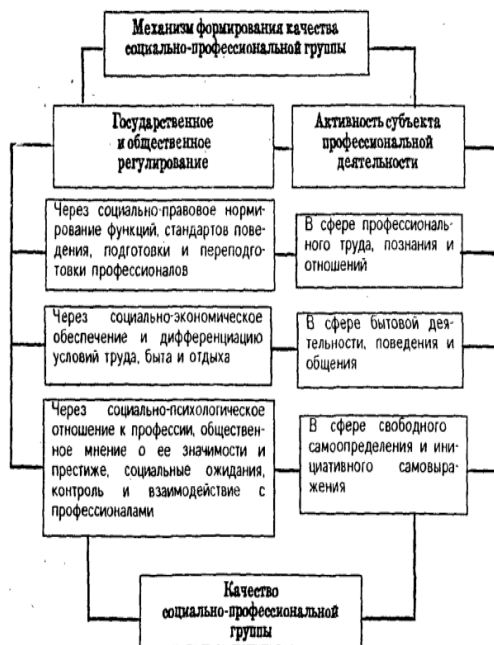 Механизм формирования качества
социально-профессиональной группы
Государственное
и общественное
регулирование
Активность субъекта
профессиональной
деятельности
Через социально-правовое норми-
рование функций, стандартов пове-
дения, подготовки и переподго-
товки профессионалов
В сфере профессиональ-
ного труда, познания и
отношений
Через социально-экономическое
обеспечение и дифференциацию
условий труда, быта и отдыха
В сфере бытовой дея-
тельности, поведения и
общения
Через социально-психологическое
отношение к профессии, обществен-
ное мнение о ее значимости и
престиже, социальные ожидания,
контроль и взаимодействие с
профессионалами
В сфере свободного
самоопределения и ини-
циативного самовыра-
жения
Качество
социально-профессиональной
группы